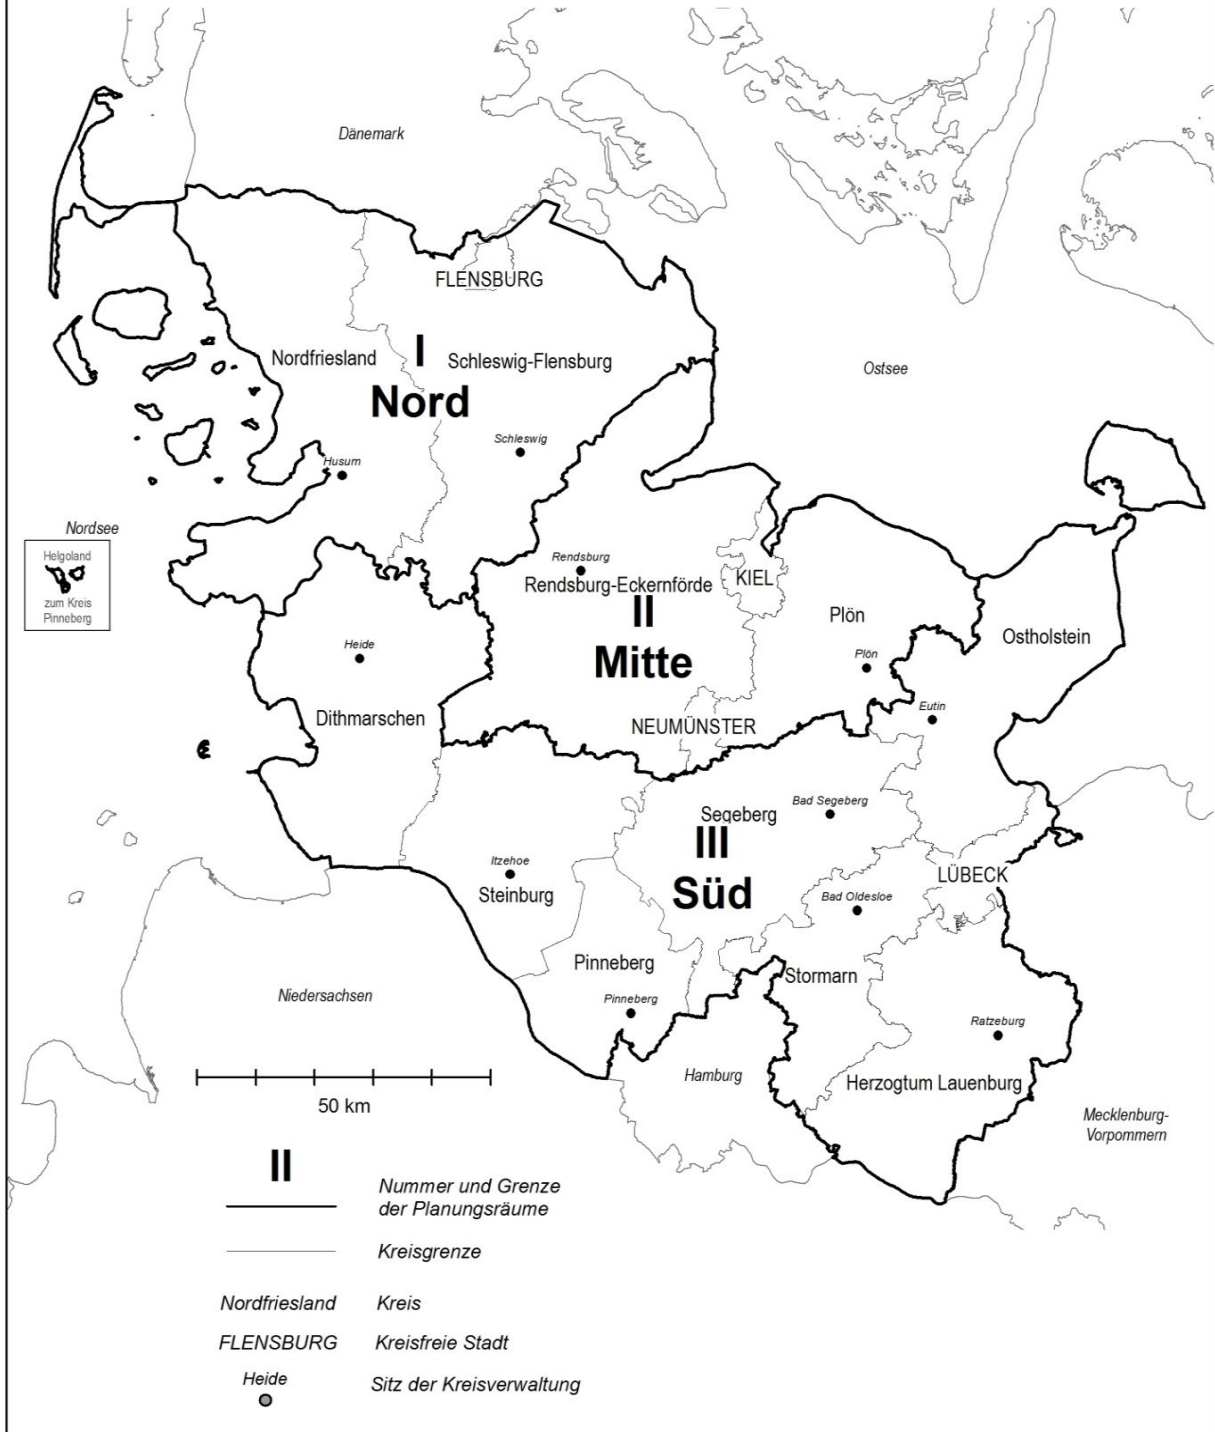 Dänemark
FLENSBURG
Nordfriesland
I
Nord
Schleswig-Flensburg
Ostsee
Schleswig
Husum
Nordsee
Helgoland
zum Kreis
Pinneberg
Rendsburg
Rendsburg-Eckernförde
KIEL
II
Mitte
Plön
Plön
Ostholstein
Heide
Dithmarschen
Eutin
NEUMÜNSTER
Bad Segeberg
Segeberg
III
Süd
Itzehoe
Steinburg
LÜBECK
Bad Oldesloe
Pinneberg
Stormarn
Niedersachsen
Pinneberg
Ratzeburg
Hamburg
Herzogtum Lauenburg
50 km
Mecklenburg-
Vorpommern
II
Nummer und Grenze
der Planungsräume
Kreisgrenze
Nordfriesland Kreis
FLENSBURG Kreisfreie Stadt
Heide Sitz der Kreisverwaltung